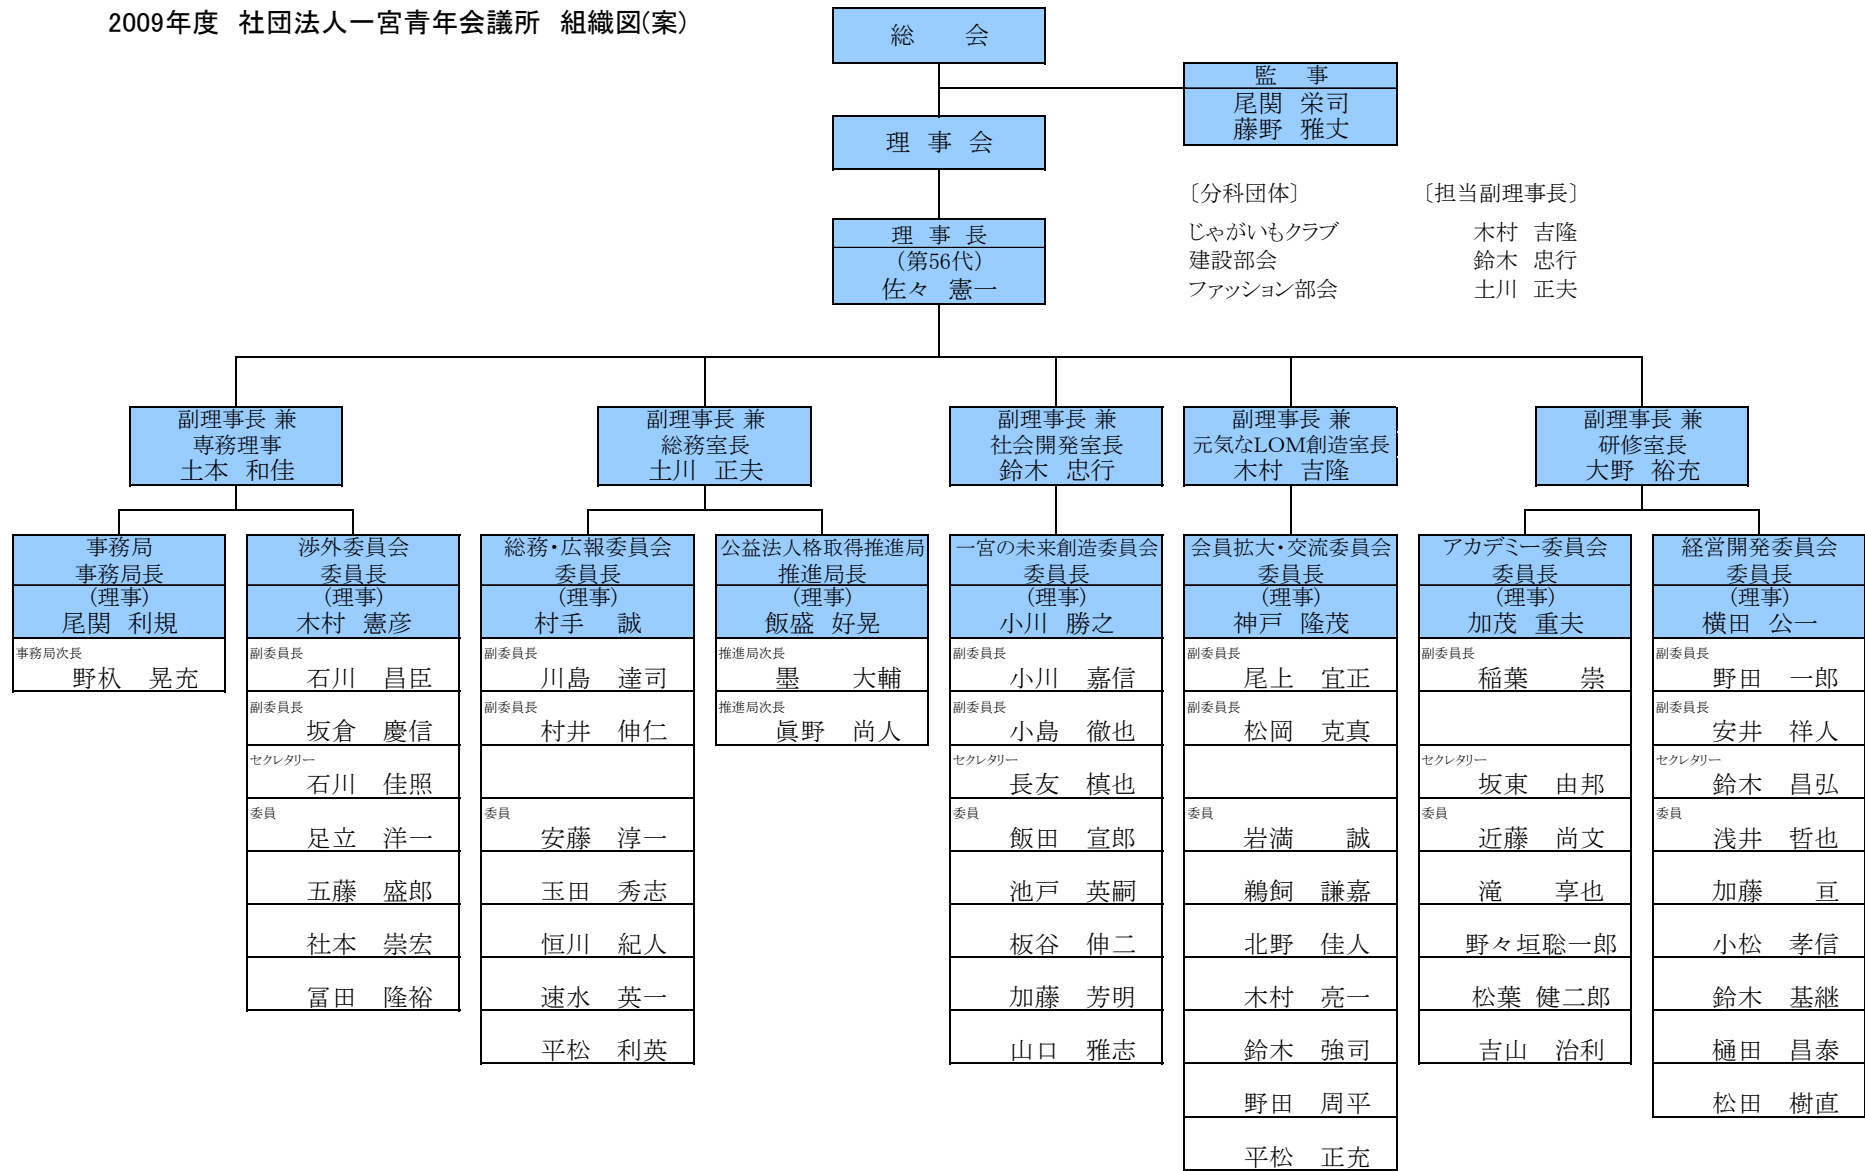 2009年度 社団法人一宮青年会議所 組織図(案)
総 会
監 事
尾関 栄司
藤野 雅丈
理 事 会
〔分科団体〕 〔担当副理事長〕
じゃがいもクラブ 木村 吉隆
建設部会 鈴木 忠行
ファッション部会 土川 正夫
理 事 長
(第56代)
佐々 憲一
副理事長 兼
専務理事
土本 和佳
副理事長 兼
総務室長
土川 正夫
副理事長 兼
社会開発室長
鈴木 忠行
副理事長 兼
元気なLOM創造室長
木村 吉隆
副理事長 兼
研修室長
大野 裕充
事務局
事務局長
尾関 利規
事務局次長
野杁 晃充
渉外委員会
委員長
(理事)
木村 憲彦
副委員長
石川 昌臣
副委員長
坂倉 慶信
セクレタリー
石川 佳照
委員
足立 洋一
五藤 盛郎
社本 崇宏
冨田 隆裕
総務・広報委員会
委員長
(理事)
村手 誠
副委員長
川島 達司
副委員長
村井 伸仁
委員
安藤 淳一
玉田 秀志
恒川 紀人
速水 英一
平松 利英
公益法人格取得推進局
推進局長
(理事)
飯盛 好晃
推進局次長
墨 大輔
推進局次長
眞野 尚人
一宮の未来創造委員会
委員長
(理事)
小川 勝之
副委員長
小川 嘉信
副委員長
小島 徹也
セクレタリー
長友 槙也
委員
飯田 宣郎
池戸 英嗣
板谷 伸二
加藤 芳明
山口 雅志
会員拡大・交流委員会
委員長
(理事)
神戸 隆茂
副委員長
尾上 宜正
副委員長
松岡 克真
委員
岩満 誠
鵜飼 謙嘉
北野 佳人
木村 亮一
鈴木 強司
野田 周平
平松 正充
アカデミー委員会
委員長
(理事)
加茂 重夫
副委員長
稲葉 崇
セクレタリー
坂東 由邦
委員
近藤 尚文
滝 享也
野々垣聡一郎
松葉 健二郎
吉山 治利
経営開発委員会
委員長
(理事)
横田 公一
副委員長
野田 一郎
副委員長
安井 祥人
セクレタリー
鈴木 昌弘
委員
浅井 哲也
加藤 亘
小松 孝信
鈴木 基継
樋田 昌泰
松田 樹直